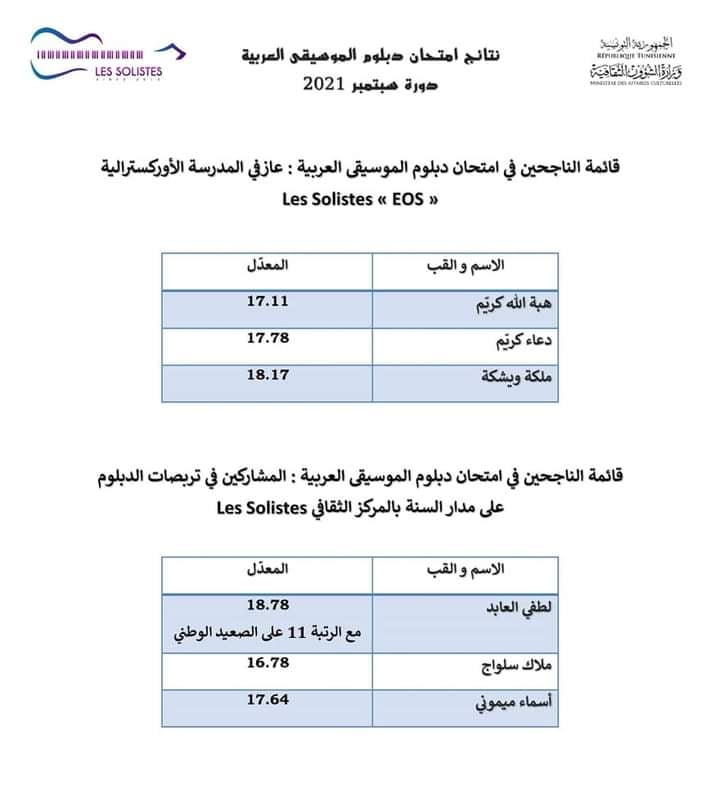 LES SOLISTES
SINCE 2012
نتائج امتحان دبلوم الموسيقى العربية
دورة سبتمبر 2021
الجمهورية التونسية
RÉPUBLIQUE TUNISIENNE
وزارة الشؤون الثقافية
MINISTÈRE DES AFFAIRES CULTURELLES
قائمة الناجحين في امتحان دبلوم الموسيقى العربية : عازفي المدرسة الأوركسترالية
Les Solistes « EOS »
الاسم و القب المعدّل
هبة الله كريّم 17.11
دعاء كريّم 17.78
ملكة ويشكة 18.17
قائمة الناجحين في امتحان دبلوم الموسيقى العربية : المشاركين في تربصات الدبلوم
على مدار السنة بالمركز الثقافي Les Solistes
الاسم و القب المعدّل
لطفي العابد 18.78
مع الرتبة 11 على الصعيد الوطني
ملاك سلواج 16.78
أسماء ميموني 17.64